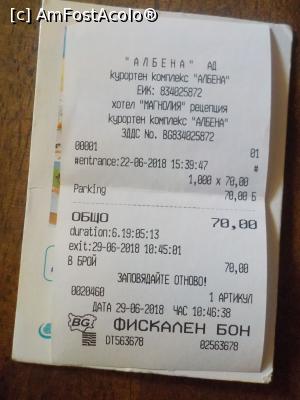 [c] AmFostAcolo®
"АЛБЕНА" АД
курортен комплекс "АЛБЕНА"
ЕИК: 834025872
хотел "МАГНОЛИЯ" рецепция
курортен комплекс "АЛБЕНА"
ЗДДС No. BG834025872
00001 01
#entrance:22-06-2018 15:39:47 #
1,000 x 70,00
Parking 70,00 Б
ОБЩО 70,00
duration:6.19:05:13
exit:29-06-2018 10:45:01
В БРОЙ 70,00
ЗАПОВЯДАЙТЕ ОТНОВО!
0020460 1 АРТИКУЛ
ДАТА 29-06-2018 ЧАС 10:46:38
BG ФИСКАЛЕН БОН
DT563678 02563678